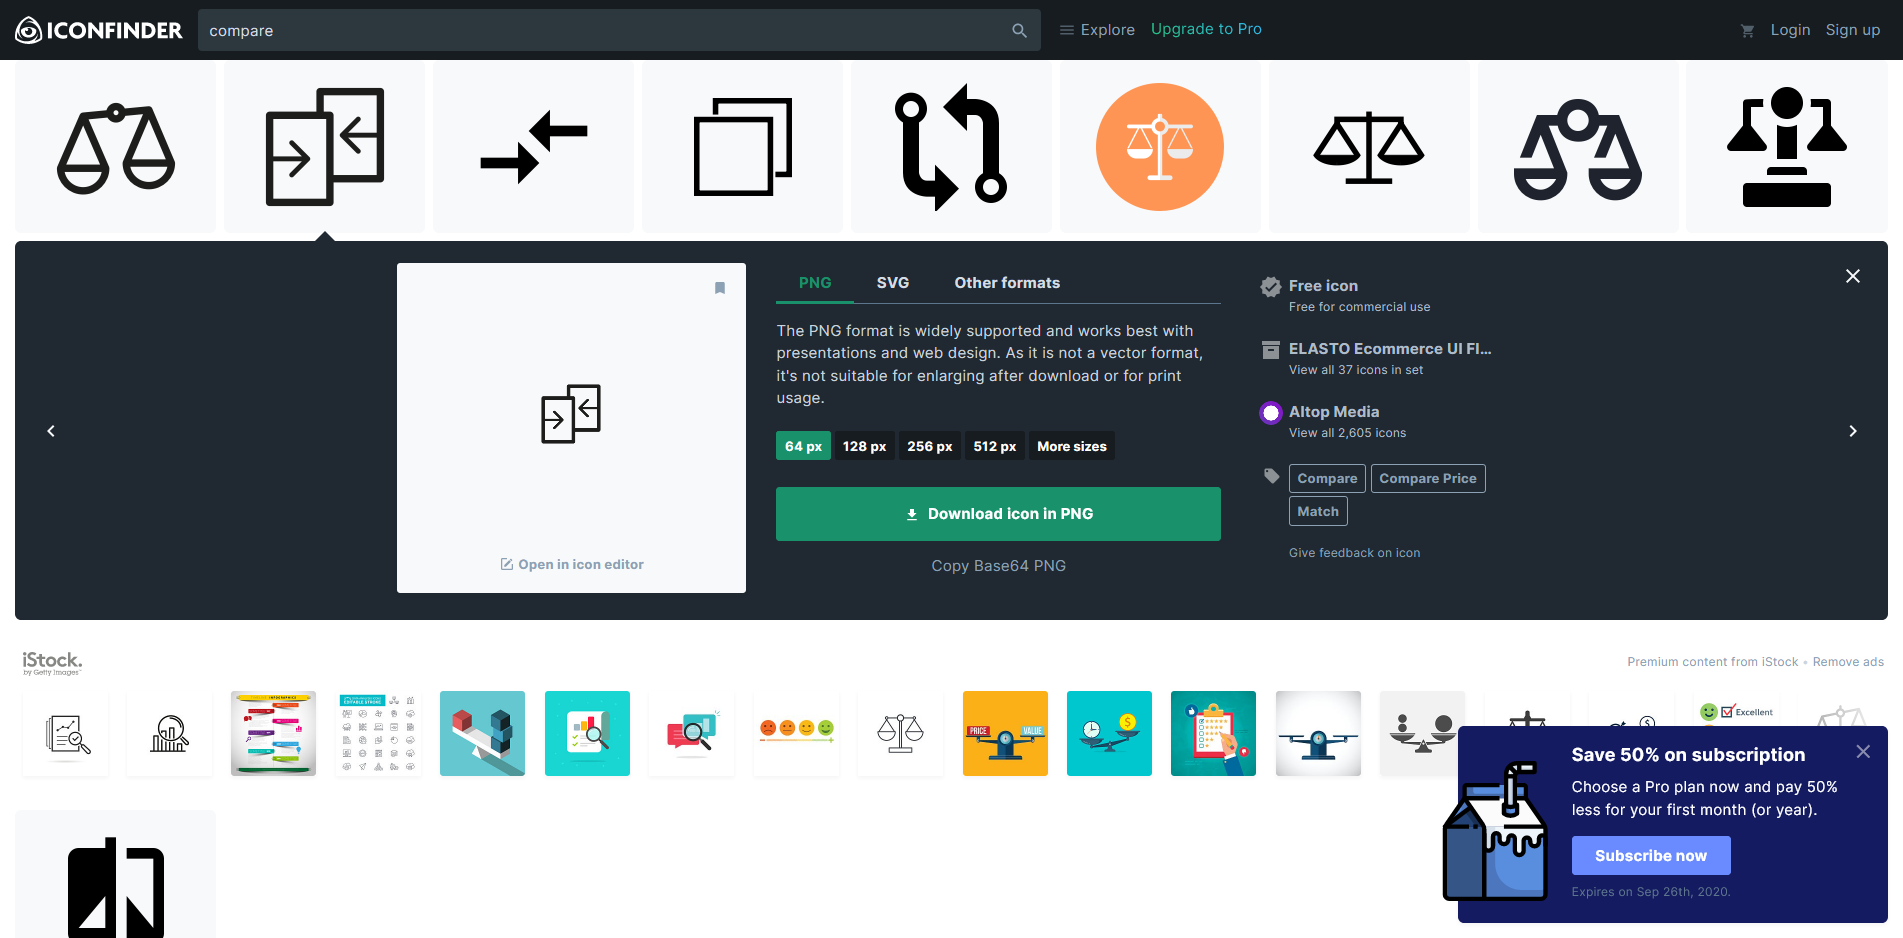 ICONFINDER
compare
Explore
Upgrade to Pro
Login
Sign up
PNG
SVG
Other formats
The PNG format is widely supported and works best with
presentations and web design. As it is not a vector format,
it's not suitable for enlarging after download or for print
usage.
64 px
128 px
256 px
512 px
More sizes
Download icon in PNG
Copy Base64 PNG
Open in icon editor
Free icon
Free for commercial use
ELASTO Ecommerce UI FI...
View all 37 icons in set
Altop Media
View all 2,605 icons
Compare
Compare Price
Match
Give feedback on icon
iStock.
by Getty Images™
Premium content from iStock • Remove ads
INFOGRAPHICS
EDITABLE STROKE
PRICE
VALUE
Excellent
Save 50% on subscription
Choose a Pro plan now and pay 50%
less for your first month (or year).
Subscribe now
Expires on Sep 26th, 2020.